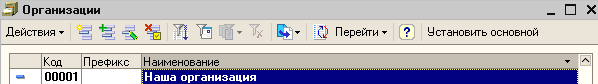 Организации
Действия Перейти ? Установить основной
Код Префикс Наименование
00001 Наша организация